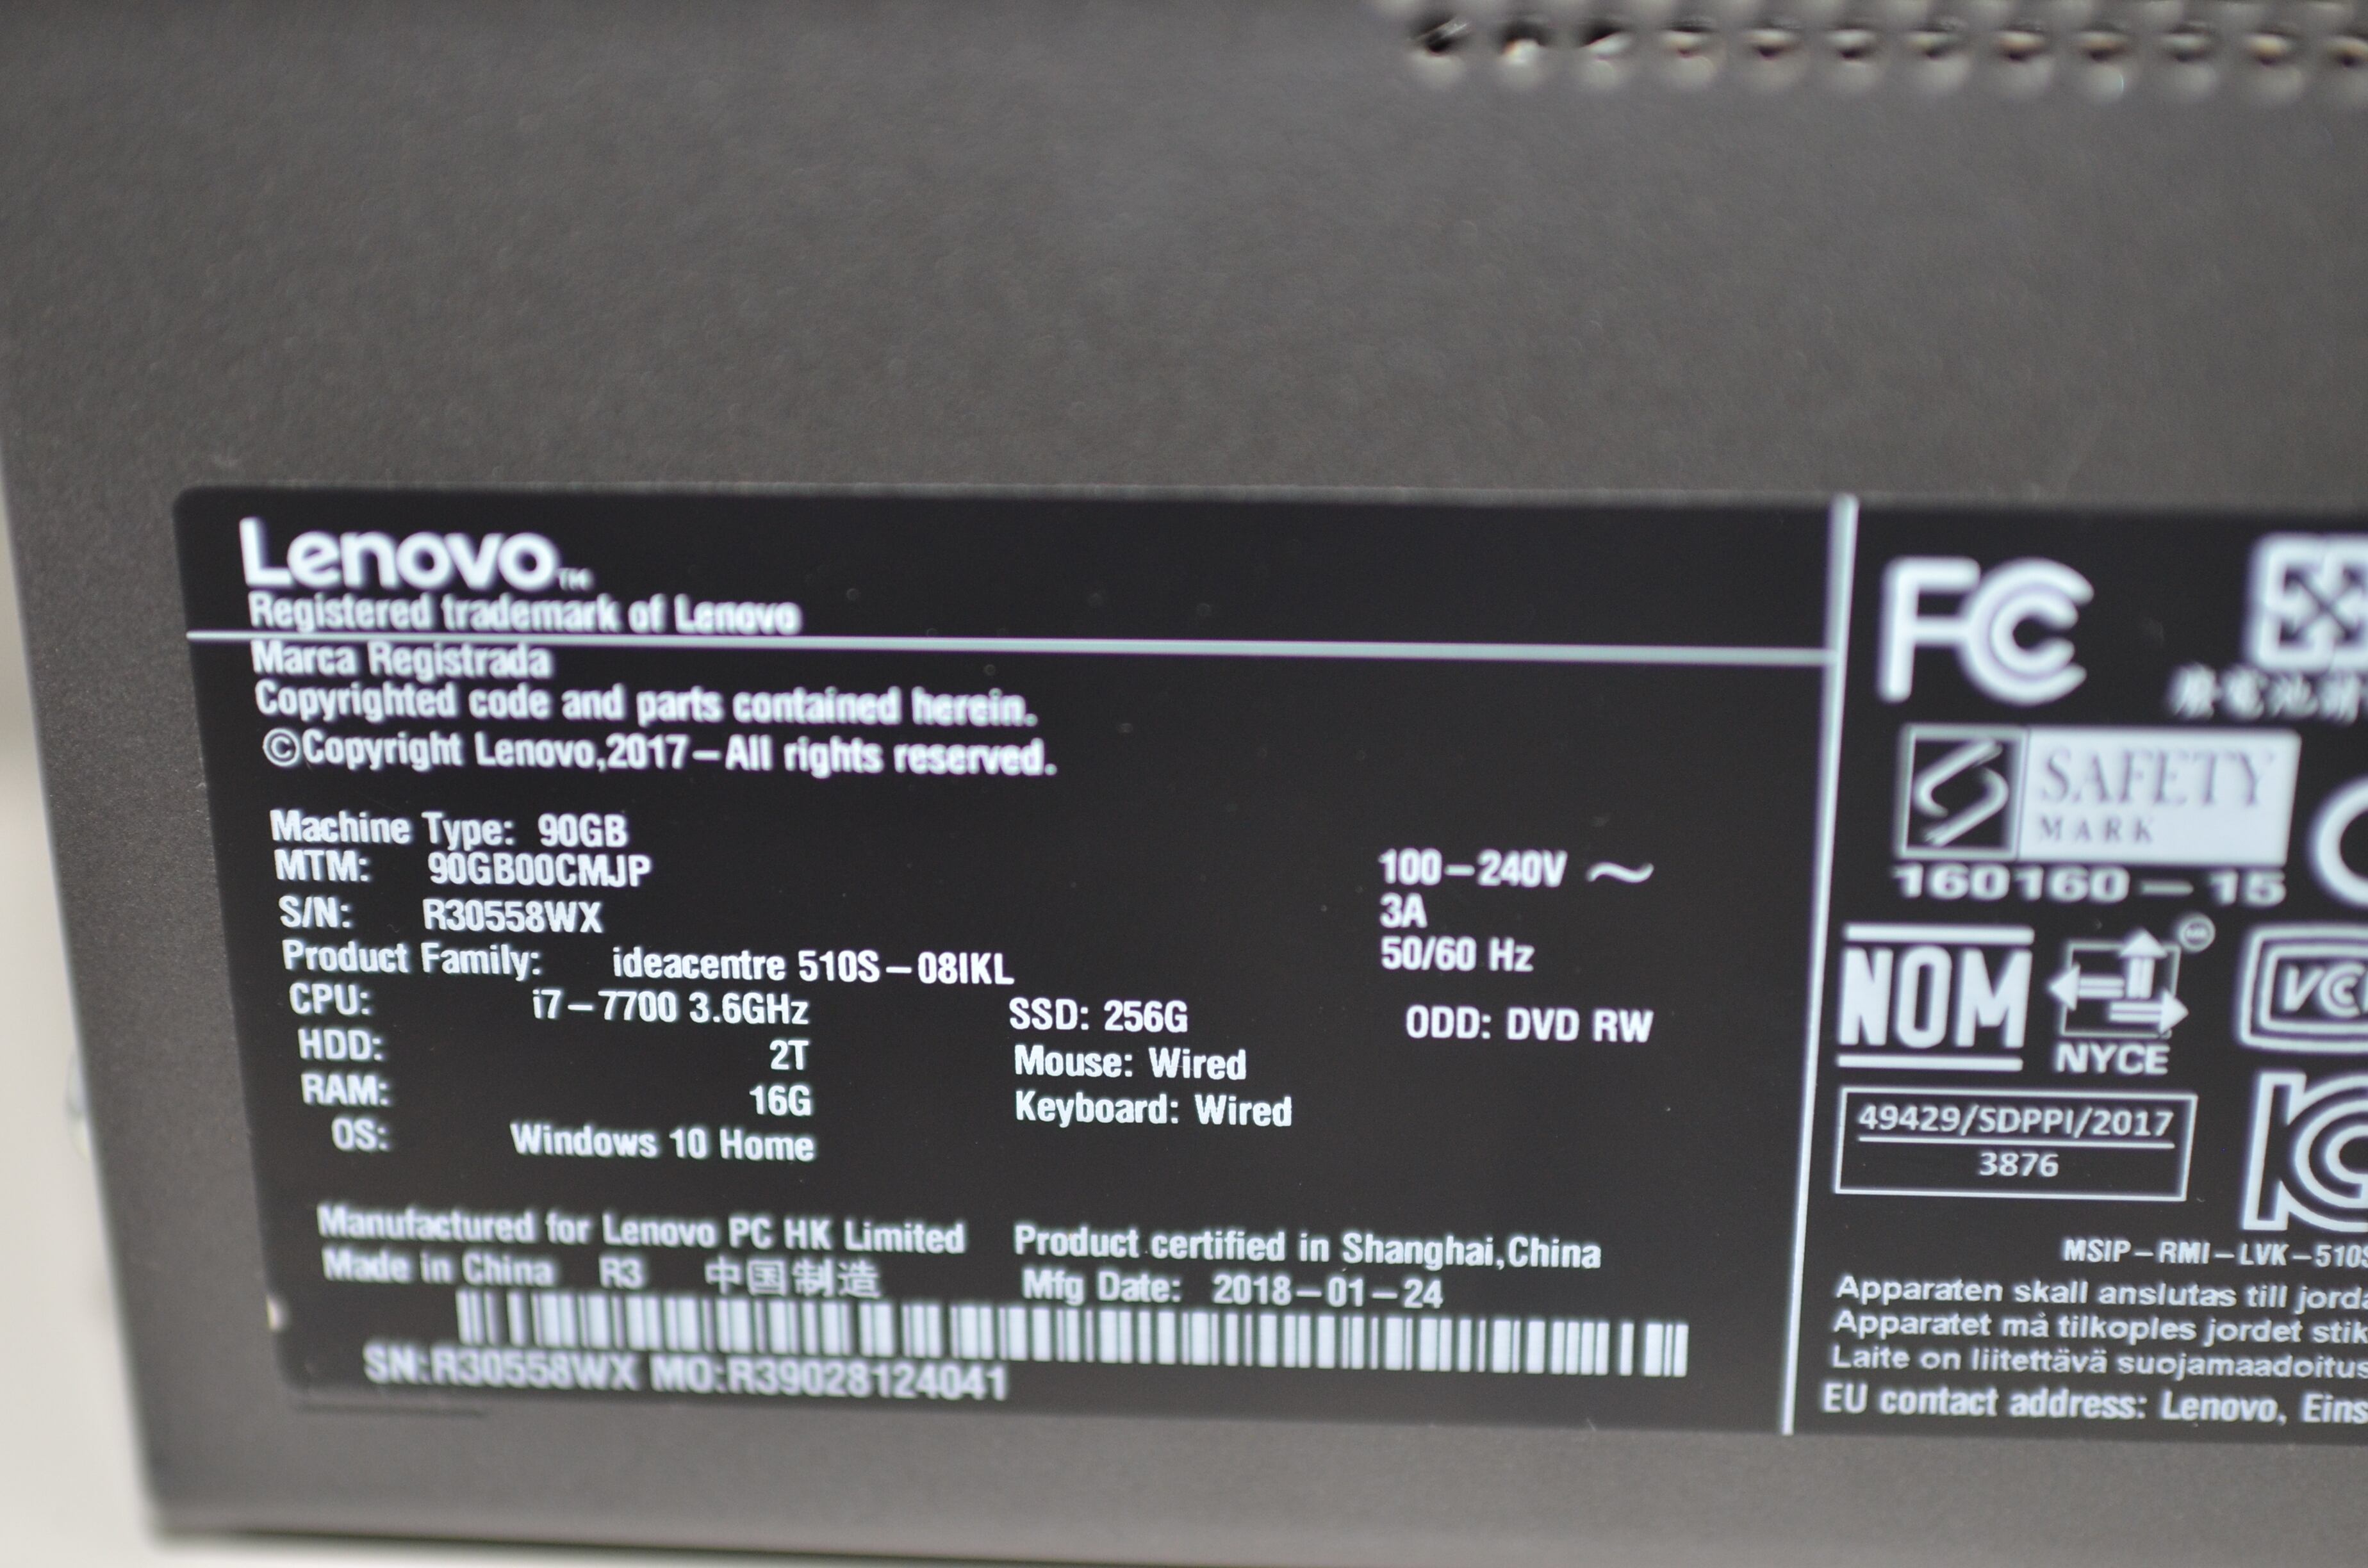 Lenovo™
Registered trademark of Lenovo
Marca Registrada
Copyrighted code and parts contained herein.
©Copyright Lenovo,2017–All rights reserved.
Machine Type: 90GB
MTM: 90GB00CMJP
S/N: R30558WX
Product Family: ideacentre 510S–08IKL
CPU: i7–7700 3.6GHz
HDD: 2T
RAM: 16G
OS: Windows 10 Home
SSD: 256G
Mouse: Wired
Keyboard: Wired
100–240V ~
3A
50/60 Hz
ODD: DVD RW
Manufactured for Lenovo PC HK Limited
Made in China R3 中国制造
Product certified in Shanghai,China
Mfg Date: 2018–01–24
SN:R30558WX MO:R39028124041
FC
SAFETY
MARK
160160–15
NOM
NYCE
49429/SDPPI/2017
3876
MSIP–RMI–LVK–510S
Apparaten skall anslutas till
Apparatet må tilkoples jordet
Laite on liitettävä
EU contact address: Lenovo,